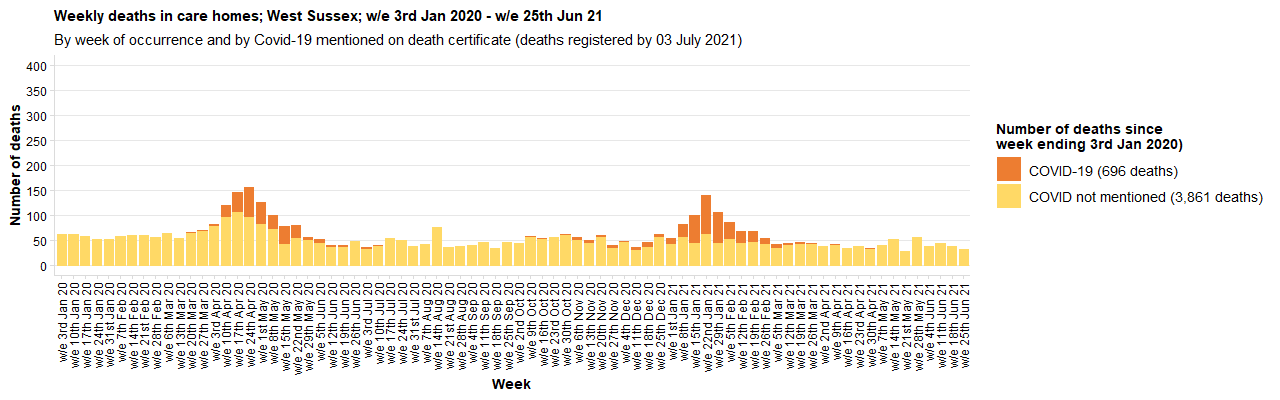 Weekly deaths in care homes; West Sussex; w/e 3rd Jan 2020 - w/e 25th Jun 21
By week of occurrence and by Covid-19 mentioned on death certificate (deaths registered by 03 July 2021)
Number of deaths
400
350
300
250
200
150
100
50
0
w/e 3rd Jan 20
w/e 10th Jan 20
w/e 17th Jan 20
w/e 24th Jan 20
w/e 31st Jan 20
w/e 7th Feb 20
w/e 14th Feb 20
w/e 21st Feb 20
w/e 28th Feb 20
w/e 6th Mar 20
w/e 13th Mar 20
w/e 20th Mar 20
w/e 27th Mar 20
w/e 3rd Apr 20
w/e 10th Apr 20
w/e 17th Apr 20
w/e 24th Apr 20
w/e 1st May 20
w/e 8th May 20
w/e 15th May 20
w/e 22nd May 20
w/e 29th May 20
w/e 5th Jun 20
w/e 12th Jun 20
w/e 19th Jun 20
w/e 26th Jun 20
w/e 3rd Jul 20
w/e 10th Jul 20
w/e 17th Jul 20
w/e 24th Jul 20
w/e 31st Jul 20
w/e 7th Aug 20
w/e 14th Aug 20
w/e 21st Aug 20
w/e 28th Aug 20
w/e 4th Sep 20
w/e 11th Sep 20
w/e 18th Sep 20
w/e 25th Sep 20
w/e 2nd Oct 20
w/e 9th Oct 20
w/e 16th Oct 20
w/e 23rd Oct 20
w/e 30th Oct 20
w/e 6th Nov 20
w/e 13th Nov 20
w/e 20th Nov 20
w/e 27th Nov 20
w/e 4th Dec 20
w/e 11th Dec 20
w/e 18th Dec 20
w/e 25th Dec 20
w/e 1st Jan 21
w/e 8th Jan 21
w/e 15th Jan 21
w/e 22nd Jan 21
w/e 29th Jan 21
w/e 5th Feb 21
w/e 12th Feb 21
w/e 19th Feb 21
w/e 26th Feb 21
w/e 5th Mar 21
w/e 12th Mar 21
w/e 19th Mar 21
w/e 26th Mar 21
w/e 2nd Apr 21
w/e 9th Apr 21
w/e 16th Apr 21
w/e 23rd Apr 21
w/e 30th Apr 21
w/e 7th May 21
w/e 14th May 21
w/e 21st May 21
w/e 28th May 21
w/e 4th Jun 21
w/e 11th Jun 21
w/e 18th Jun 21
w/e 25th Jun 21
Week
Number of deaths since
week ending 3rd Jan 2020)
COVID-19 (696 deaths)
COVID not mentioned (3,861 deaths)